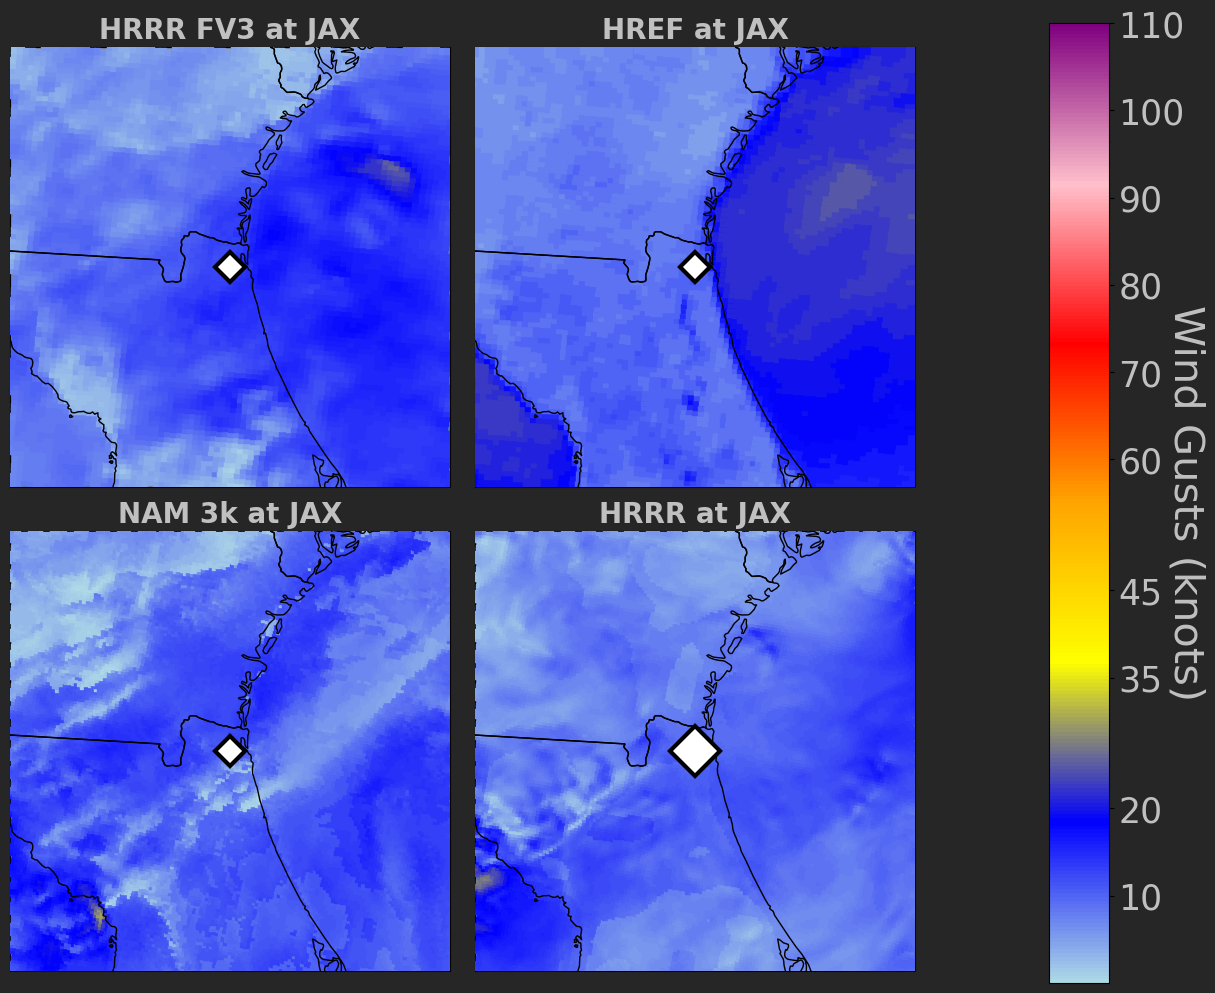 HRRR FV3 at JAX
HREF at JAX
NAM 3k at JAX
HRRR at JAX
110
100
90
80
70
60
45
35
20
10
Wind Gusts (knots)